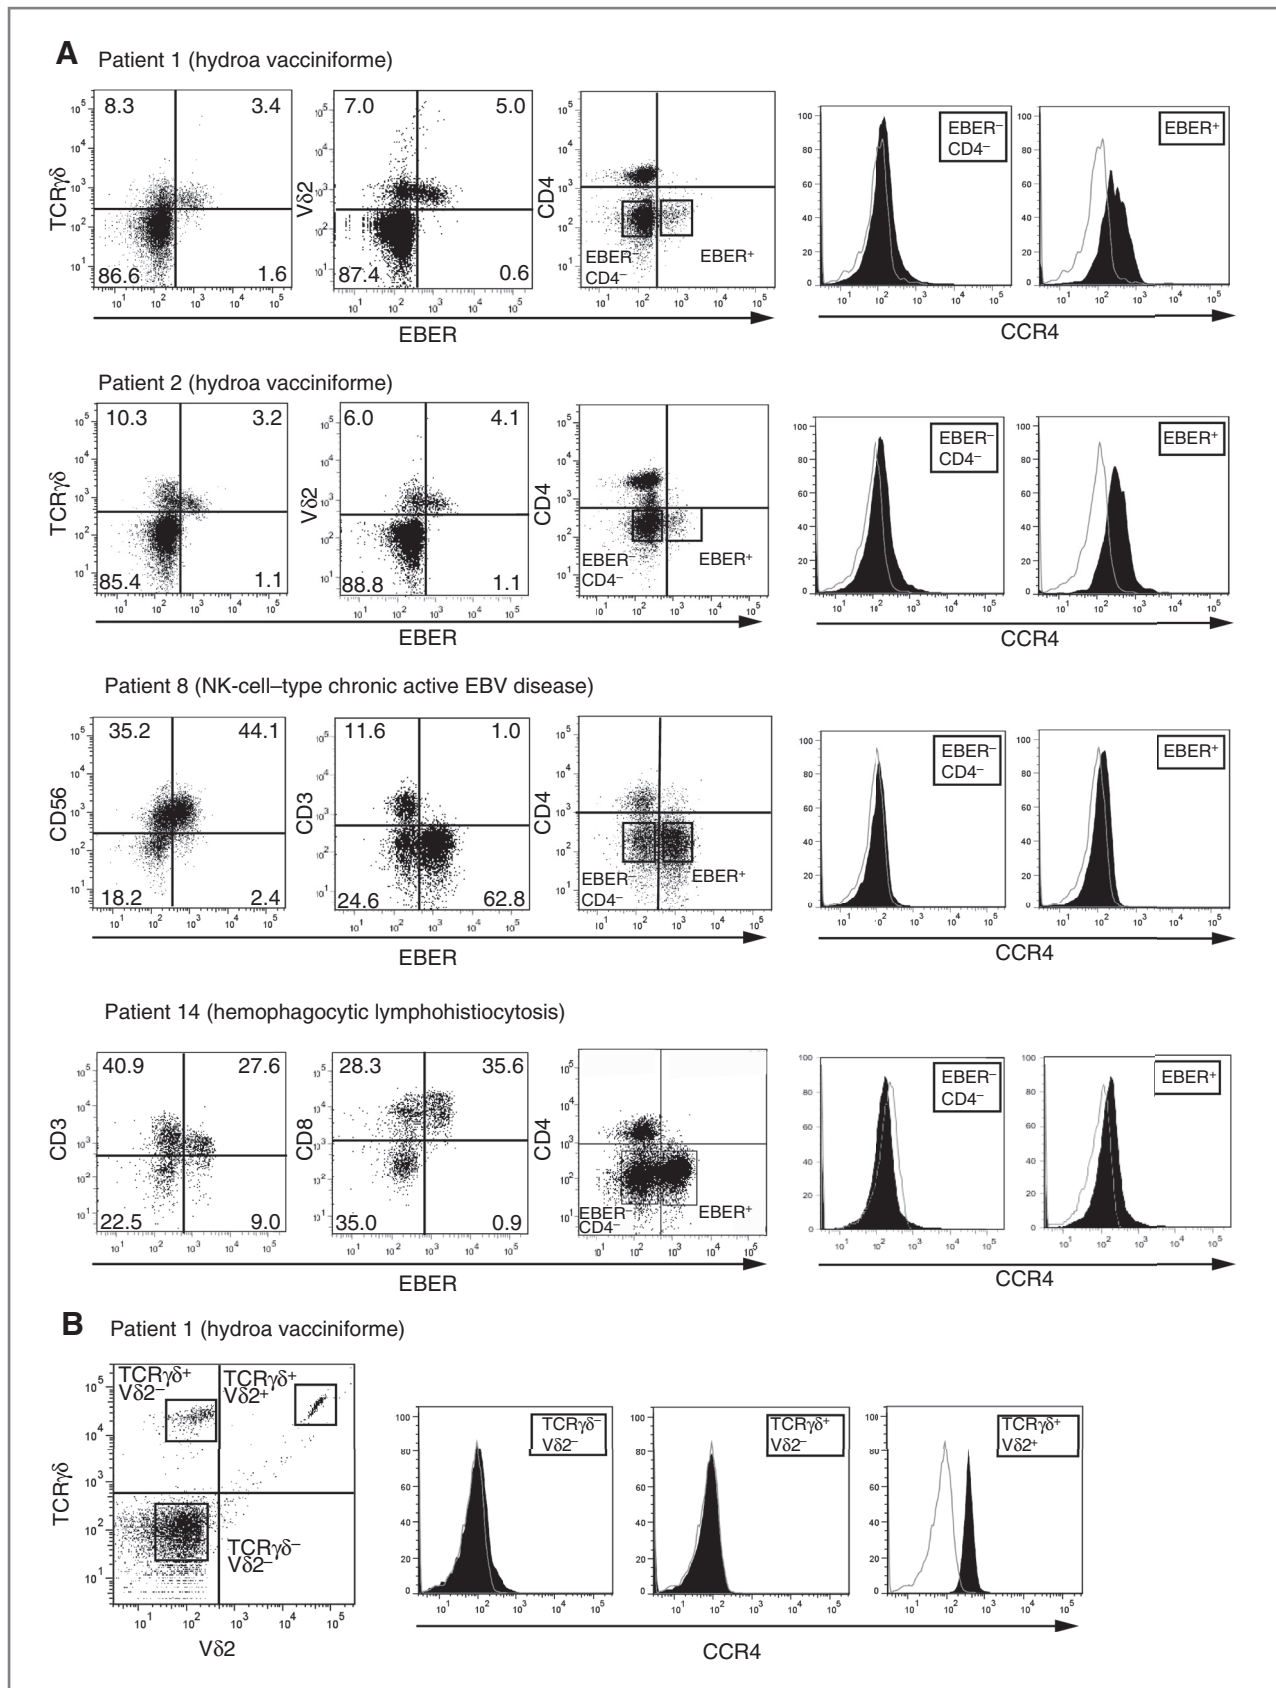 A Patient 1 (hydroa vacciniforme)
8.3 3.4
86.6 1.6
TCRγδ
7.0 5.0
87.4 0.6
Vδ2
CD4
EBER⁻
CD4⁻
EBER⁺
EBER
EBER⁻
CD4⁻
EBER⁺
CCR4
Patient 2 (hydroa vacciniforme)
10.3 3.2
85.4 1.1
TCRγδ
6.0 4.1
88.8 1.1
Vδ2
CD4
EBER⁻
CD4⁻
EBER⁺
EBER
EBER⁻
CD4⁻
EBER⁺
CCR4
Patient 8 (NK-cell–type chronic active EBV disease)
35.2 44.1
18.2 2.4
CD56
11.6 1.0
24.6 62.8
CD3
CD4
EBER⁻
CD4⁻
EBER⁺
EBER
EBER⁻
CD4⁻
EBER⁺
CCR4
Patient 14 (hemophagocytic lymphohistiocytosis)
40.9 27.6
22.5 9.0
CD3
28.3 35.6
35.0 0.9
CD8
CD4
EBER⁻
CD4⁻
EBER⁺
EBER
EBER⁻
CD4⁻
EBER⁺
CCR4
B Patient 1 (hydroa vacciniforme)
TCRγδ⁺
Vδ2⁻
TCRγδ⁺
Vδ2⁺
TCRγδ⁻
Vδ2⁻
TCRγδ
Vδ2
TCRγδ⁻
Vδ2⁻
TCRγδ⁺
Vδ2⁻
TCRγδ⁺
Vδ2⁺
CCR4